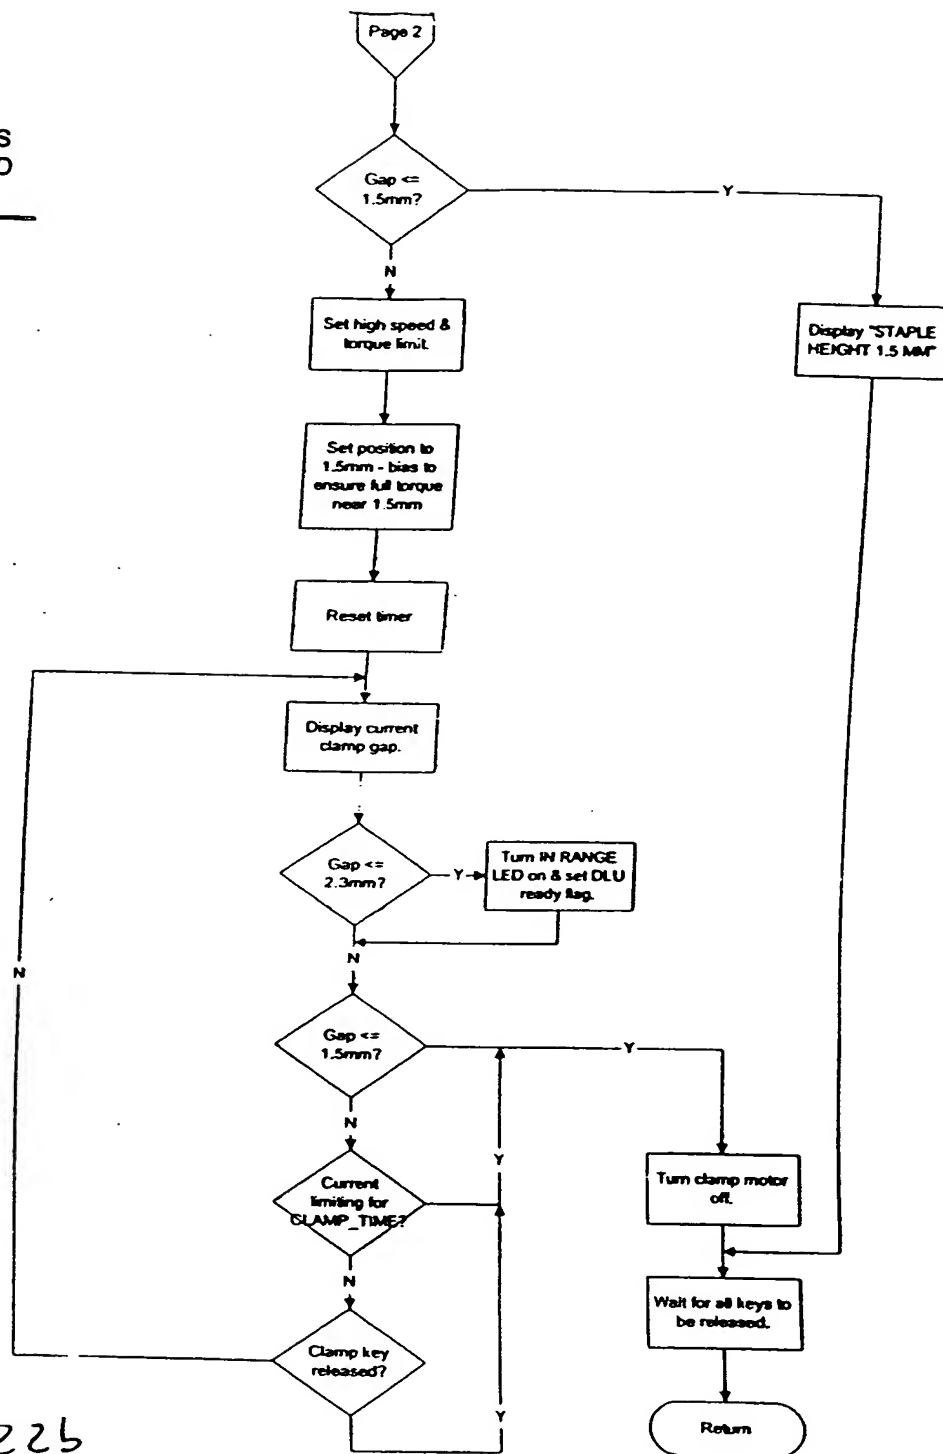 Page 2
S
O
Gap <=
1.5mm?
Y
N
Set high speed &
torque limit.
Display "STAPLE
HEIGHT 1.5 MM"
Set position to
1.5mm - bias to
ensure full torque
near 1.5mm
Reset timer
Display current
clamp gap.
Gap <=
2.3mm?
Y
Turn IN RANGE
LED on & set DLU
ready flag.
N
N
Gap <=
1.5mm?
Y
N
Y
Current
limiting for
CLAMP_TIME?
Turn clamp motor
off.
N
Wait for all keys to
be released.
Clamp key
released?
Y
Return
22b